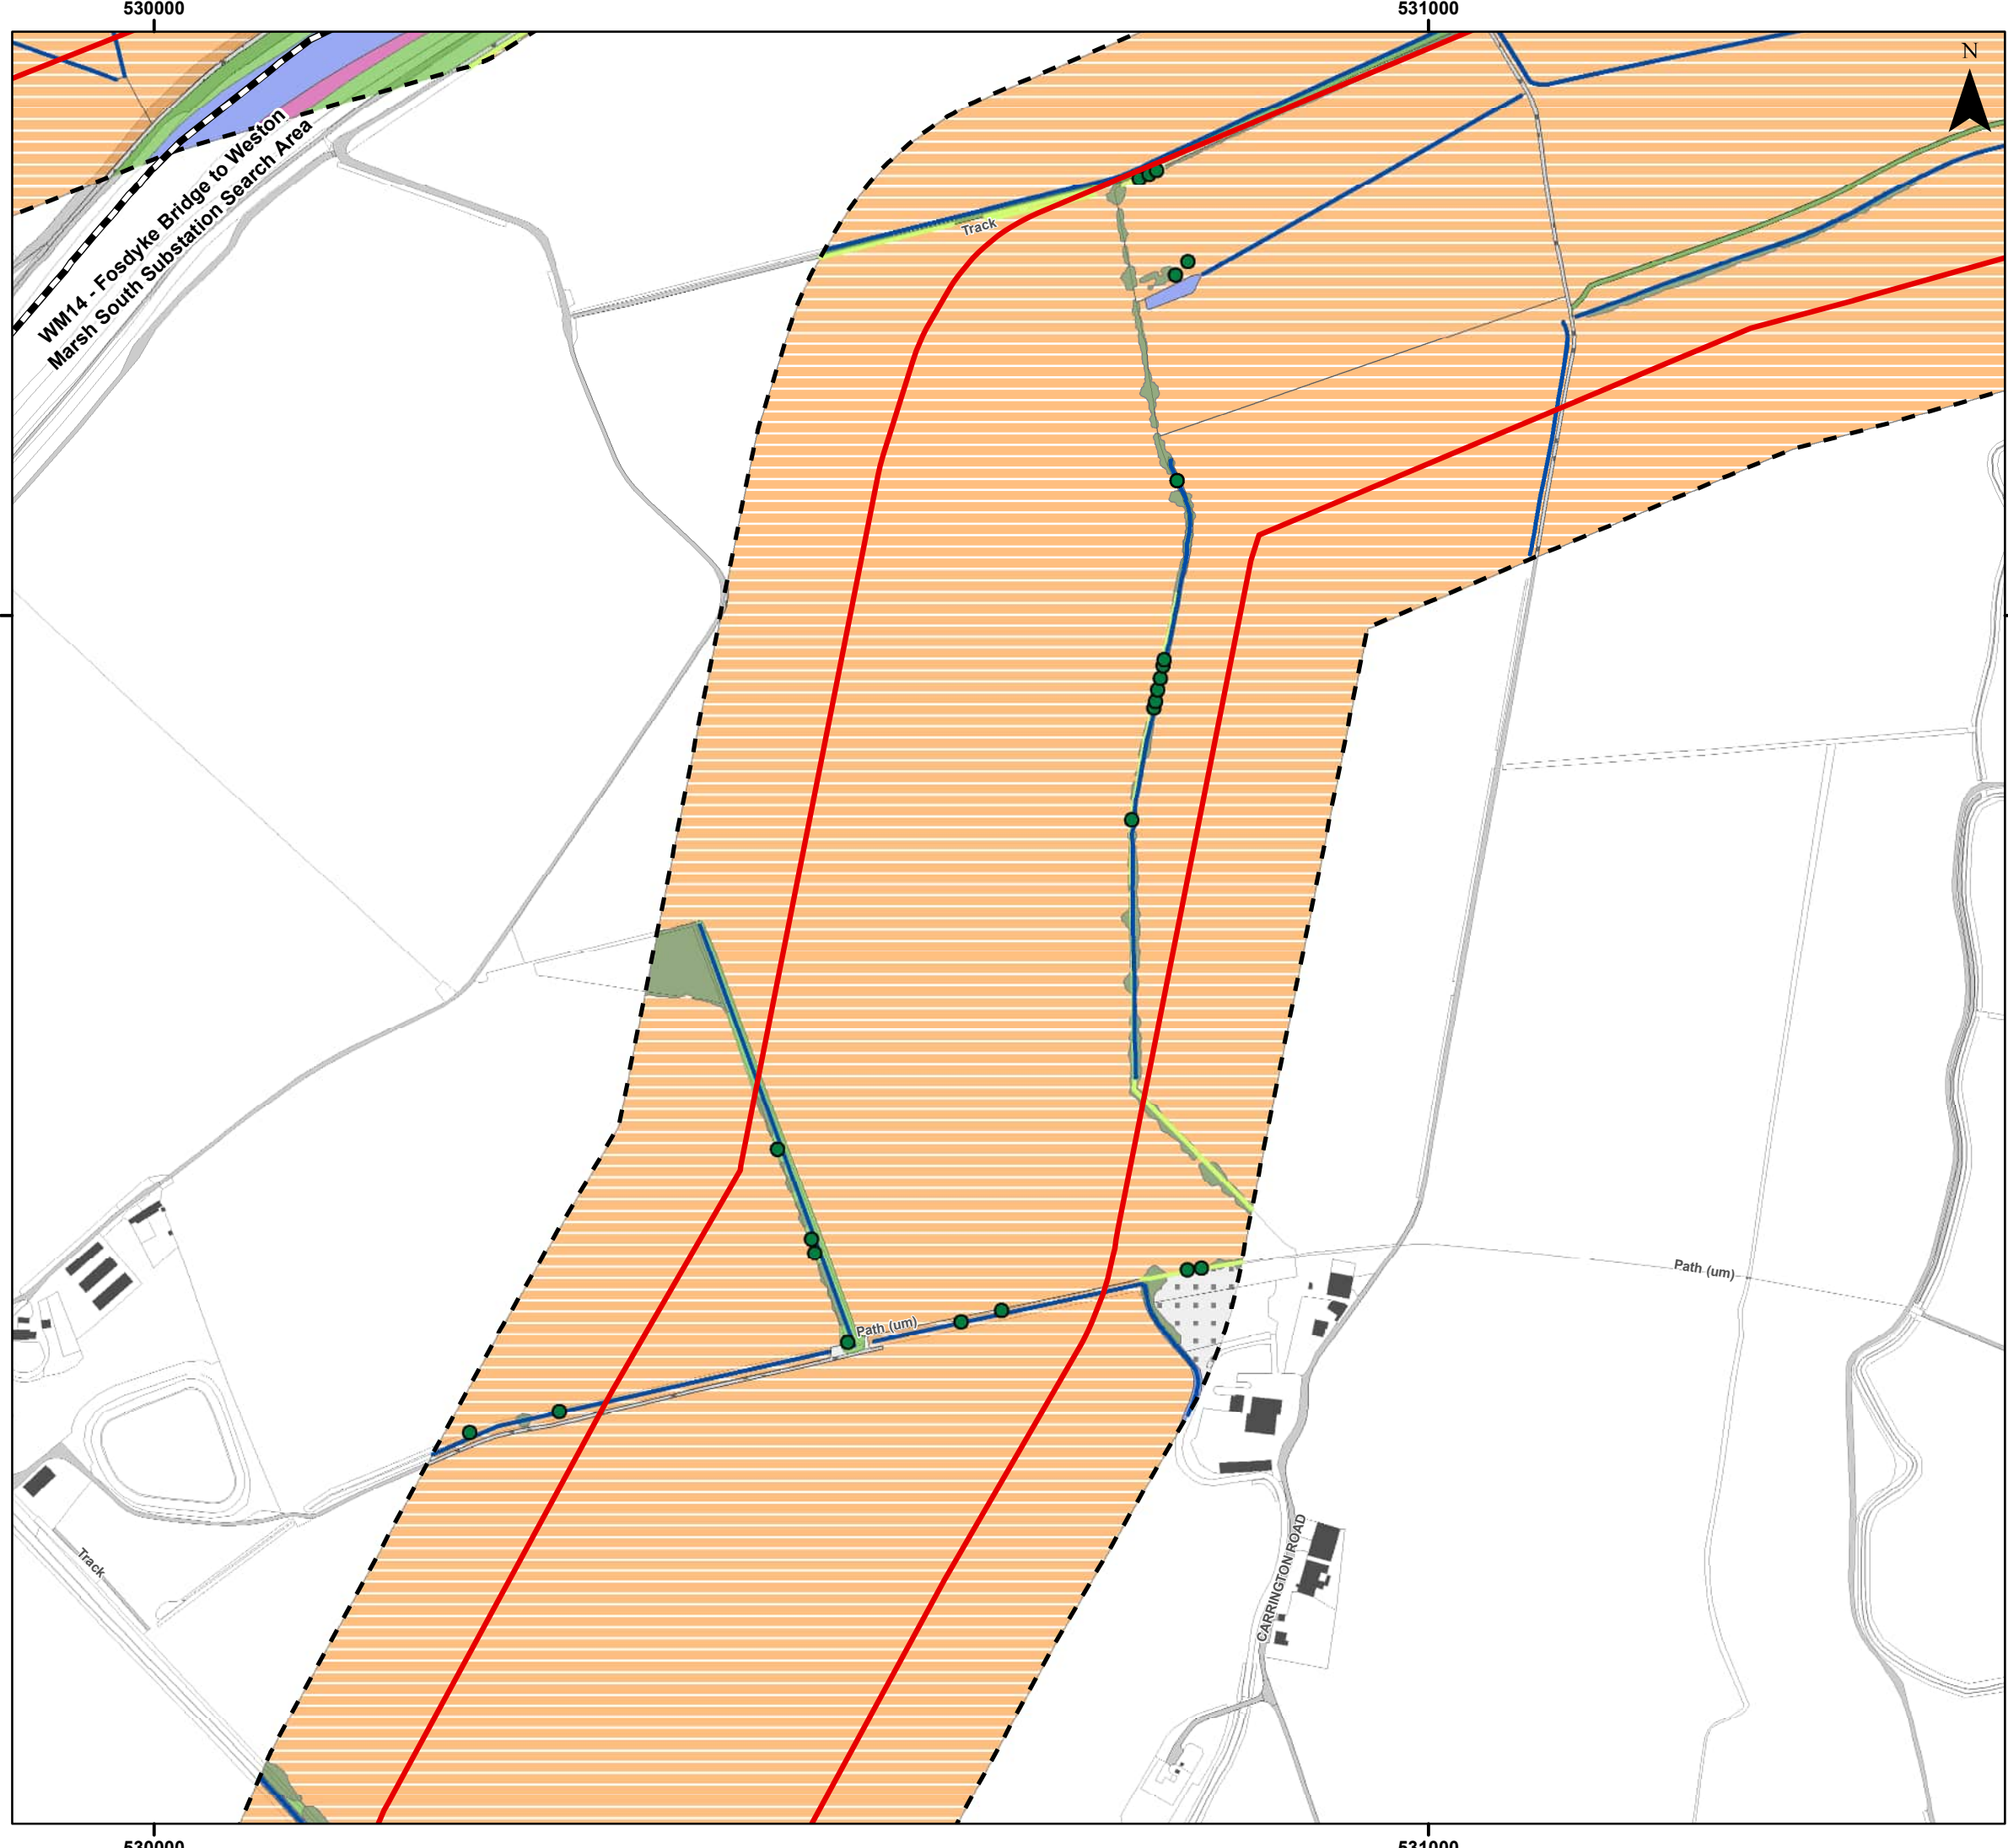 530000
531000
N
WM14 - Fosdyke Bridge to Weston
Marsh South Substation Search Area
Track
Path (um)
Path (um)
Track
CARRINGTON ROAD
530000
531000